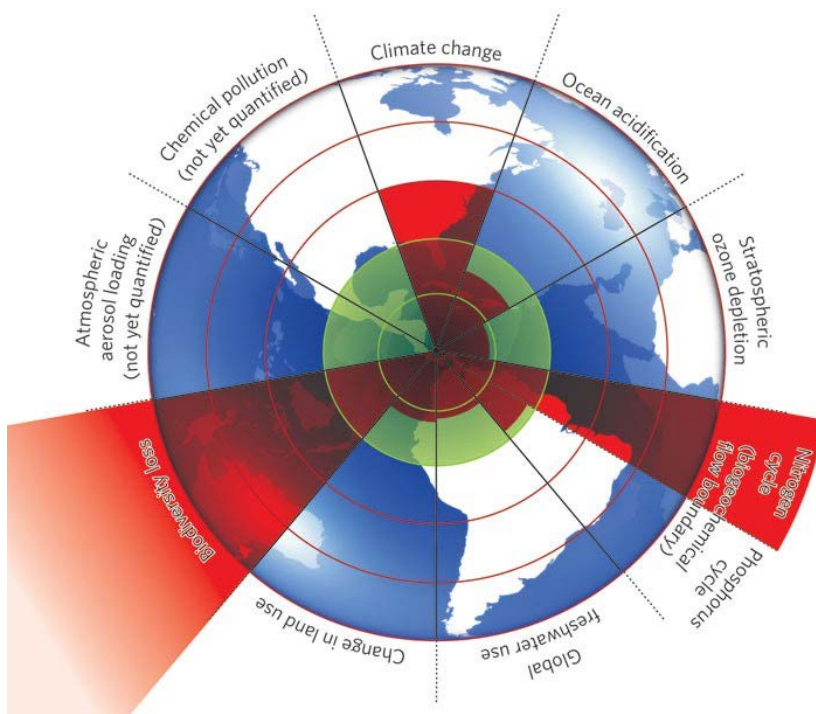 Climate change
Ocean acidification
Stratospheric
ozone depletion
Nitrogen
cycle
(biogeochemical
flow boundary)
Phosphorus
cycle
Global
freshwater use
Change in land use
Biodiversity loss
Atmospheric
aerosol loading
(not yet quantified)
Chemical pollution
(not yet quantified)